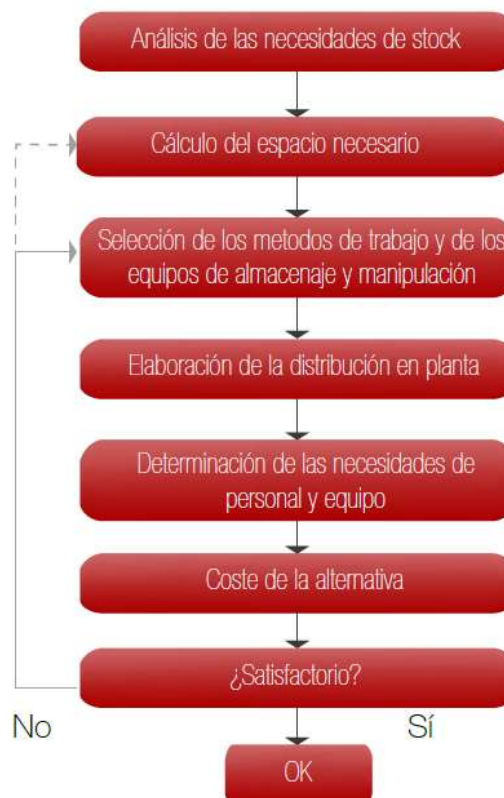 Análisis de las necesidades de stock
Cálculo del espacio necesario
Selección de los metodos de trabajo y de los
equipos de almacenaje y manipulación
Elaboración de la distribución en planta
Determinación de las necesidades de
personal y equipo
Coste de la alternativa
¿Satisfactorio?
No
Sí
OK